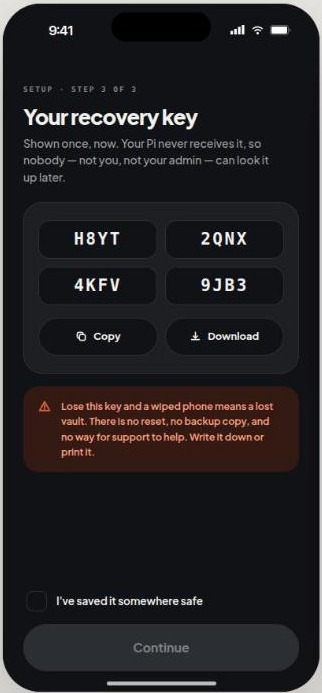 9:41
SETUP · STEP 3 OF 3
Your recovery key
Shown once, now. Your Pi never receives it, so
nobody — not you, not your admin — can look it
up later.
H8YT 2QNX
4KFV 9JB3
Copy Download
Lose this key and a wiped phone means a lost
vault. There is no reset, no backup copy, and
no way for support to help. Write it down or
print it.
I've saved it somewhere safe
Continue